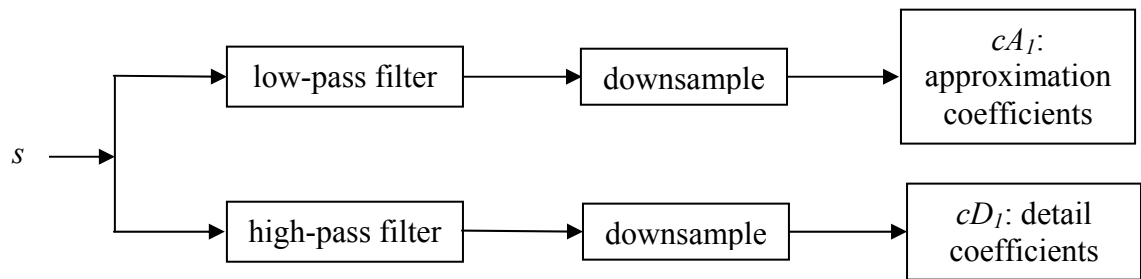 s
low-pass filter
downsample
cA1:
approximation
coefficients
high-pass filter
downsample
cD1: detail
coefficients